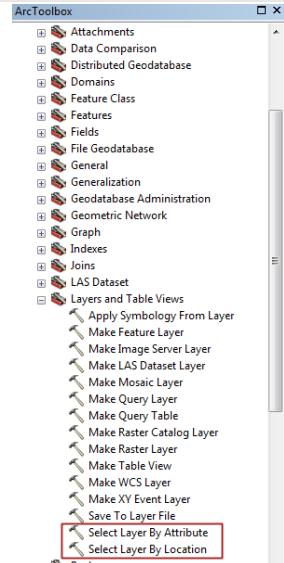 ArcToolbox
Attachments
Data Comparison
Distributed Geodatabase
Domains
Feature Class
Features
Fields
File Geodatabase
General
Generalization
Geodatabase Administration
Geometric Network
Graph
Indexes
Joins
LAS Dataset
Layers and Table Views
Apply Symbology From Layer
Make Feature Layer
Make Image Server Layer
Make LAS Dataset Layer
Make Mosaic Layer
Make Query Layer
Make Query Table
Make Raster Catalog Layer
Make Raster Layer
Make Table View
Make WCS Layer
Make XY Event Layer
Save To Layer File
Select Layer By Attribute
Select Layer By Location